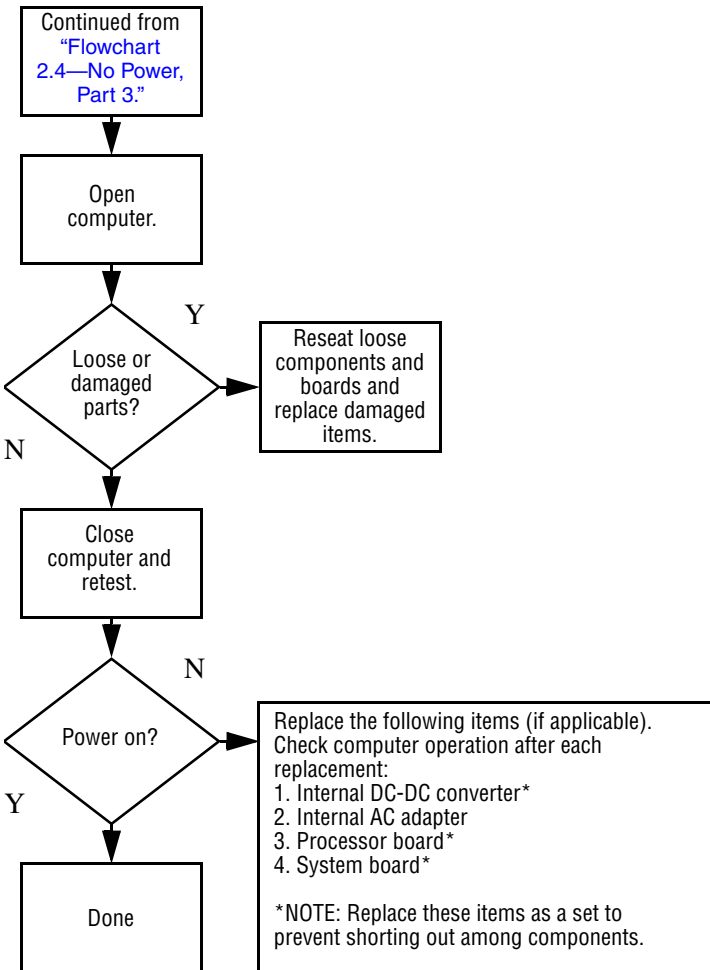 Continued from
“Flowchart
2.4—No Power,
Part 3.”
Open
computer.
Y
Loose or
damaged
parts?
Reseat loose
components and
boards and
replace damaged
items.
N
Close
computer and
retest.
N
Power on?
Replace the following items (if applicable).
Check computer operation after each
replacement:
1. Internal DC-DC converter*
2. Internal AC adapter
3. Processor board*
4. System board*
*NOTE: Replace these items as a set to
prevent shorting out among components.
Y
Done